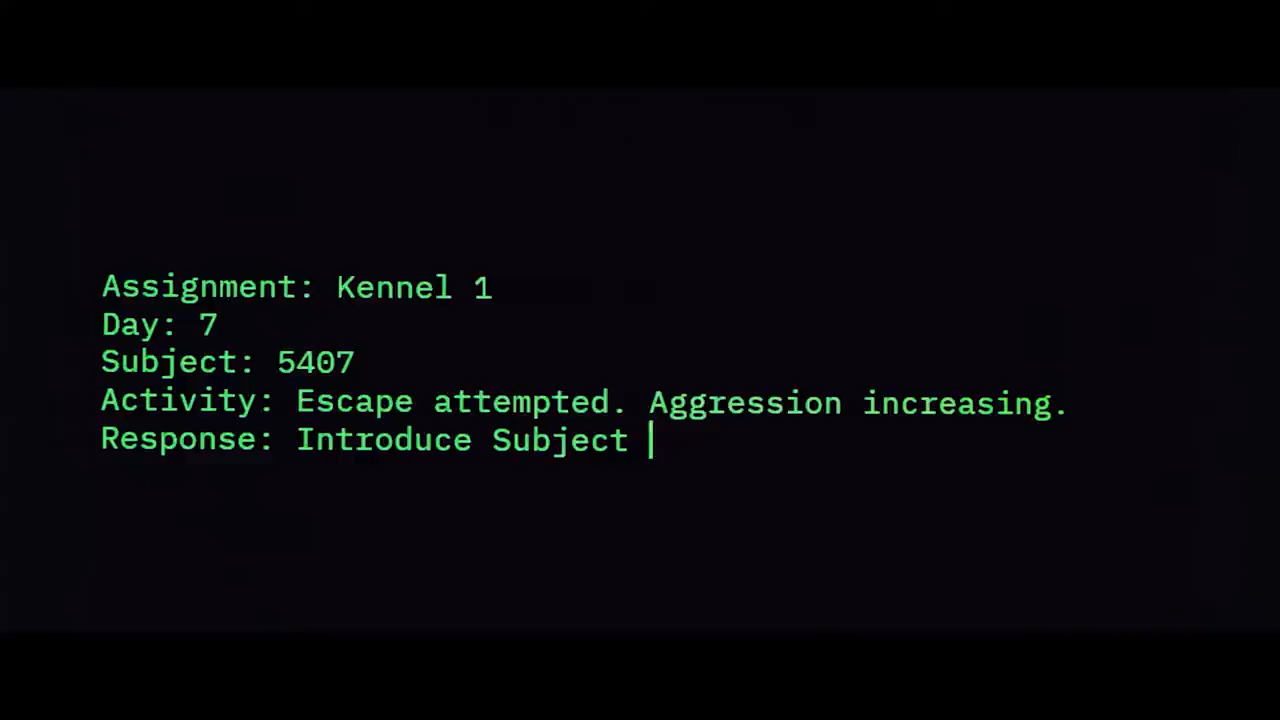 Assignment: Kennel 1
Day: 7
Subject: 5407
Activity: Escape attempted. Aggression increasing.
Response: Introduce Subject